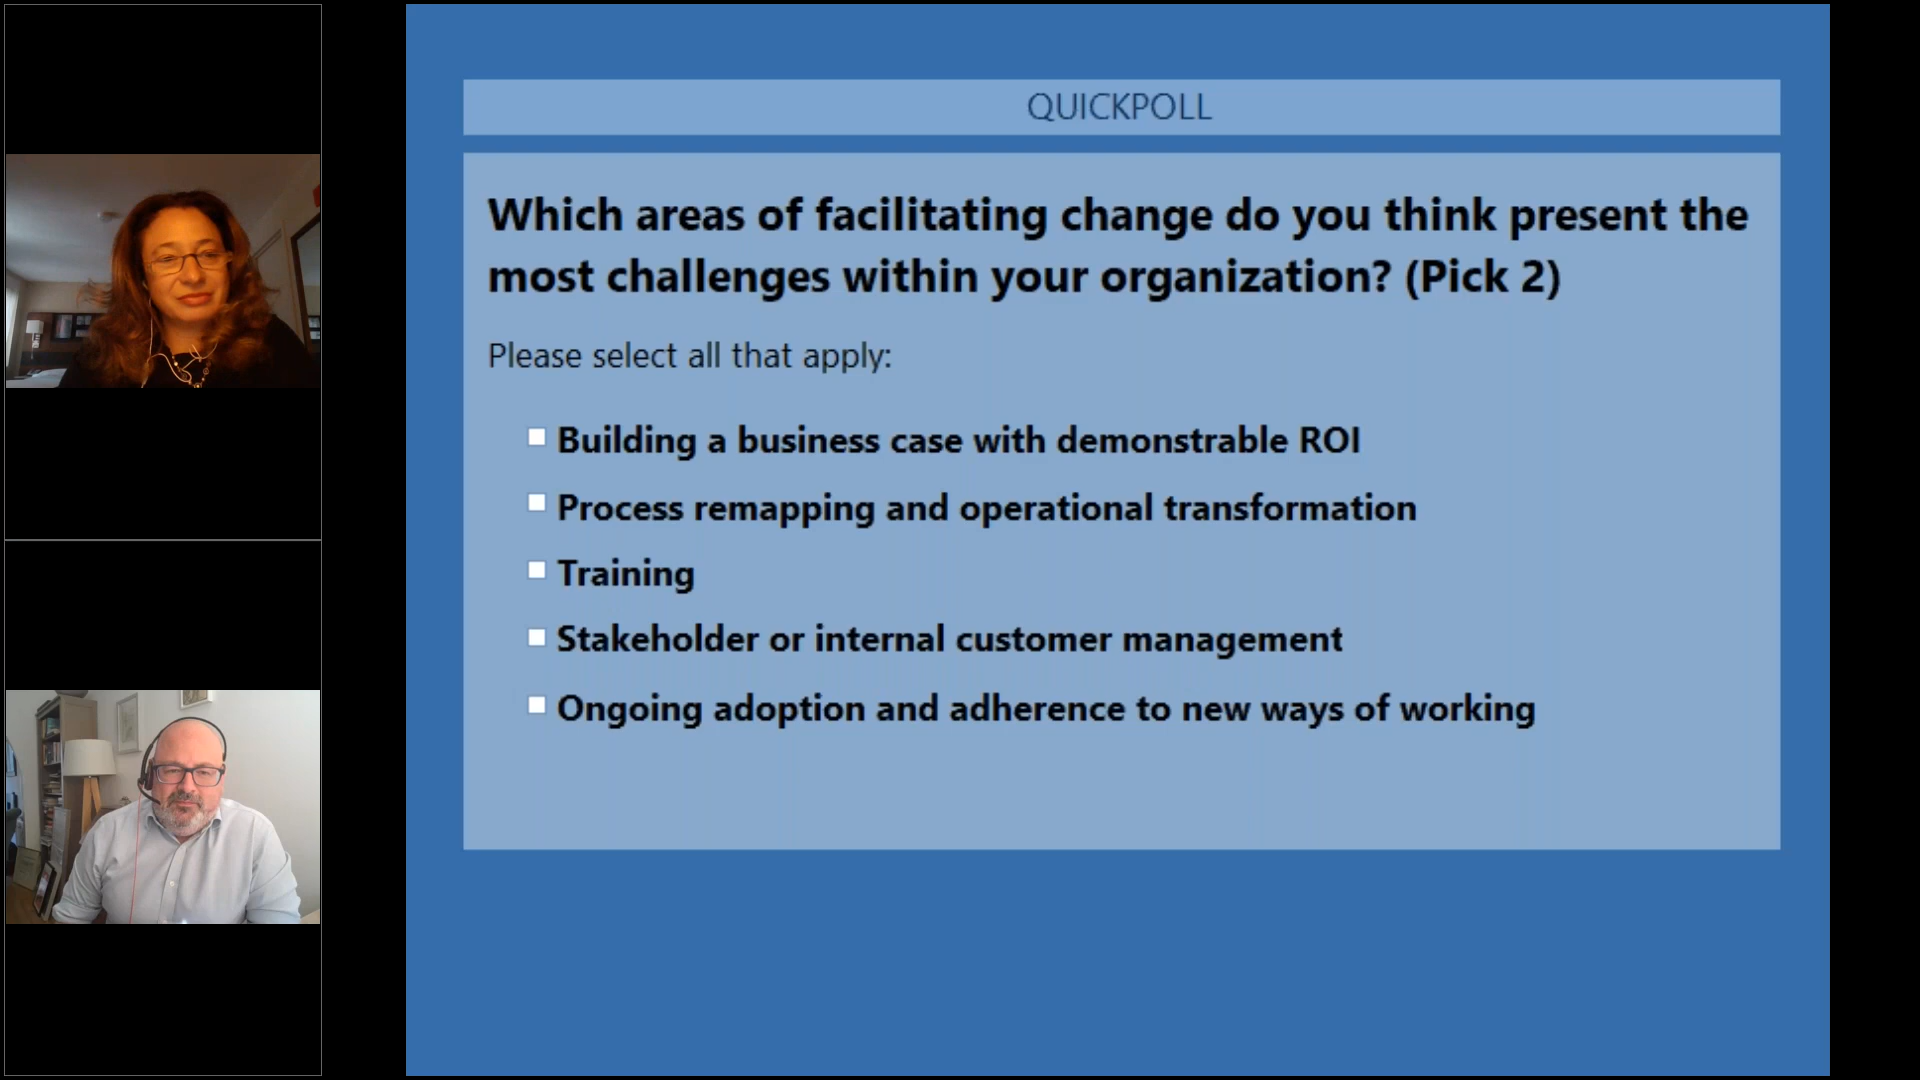 QUICKPOLL
Which areas of facilitating change do you think present the
most challenges within your organization? (Pick 2)
Please select all that apply:
Building a business case with demonstrable ROI
Process remapping and operational transformation
Training
Stakeholder or internal customer management
Ongoing adoption and adherence to new ways of working